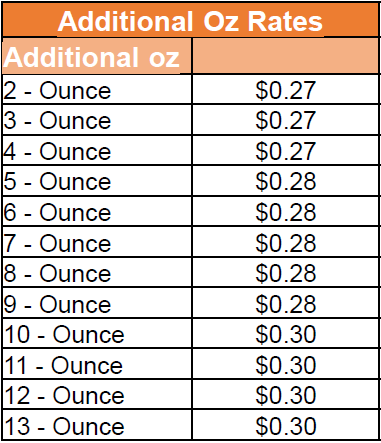 Additional Oz Rates
Additional oz
2 - Ounce $0.27
3 - Ounce $0.27
4 - Ounce $0.27
5 - Ounce $0.28
6 - Ounce $0.28
7 - Ounce $0.28
8 - Ounce $0.28
9 - Ounce $0.28
10 - Ounce $0.30
11 - Ounce $0.30
12 - Ounce $0.30
13 - Ounce $0.30